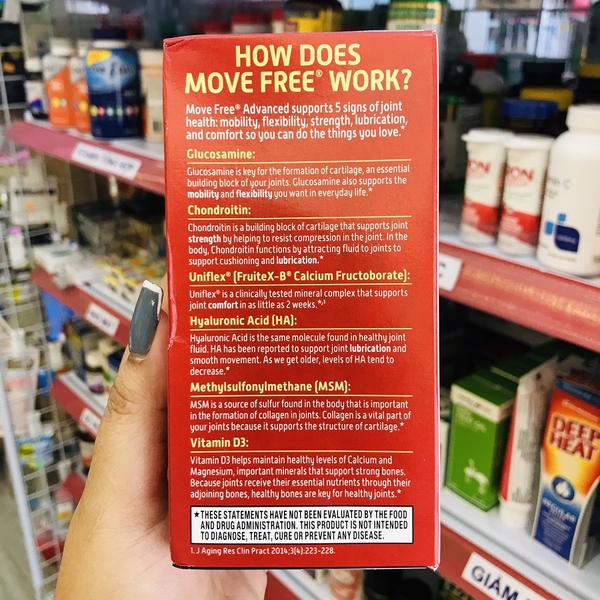 HOW DOES
MOVE FREE® WORK?
Move Free® Advanced supports 5 signs of joint
health: mobility, flexibility, strength, lubrication,
and comfort so you can do the things you love.*
Glucosamine:
Glucosamine is key for the formation of cartilage, an essential
building block of your joints. Glucosamine also supports the
mobility and flexibility you want in everyday life.*
Chondroitin:
Chondroitin is a building block of cartilage that supports joint
strength by helping to resist compression in the joint. In the
body, Chondroitin functions by attracting fluid to joints to
support cushioning and lubrication.*
Uniflex® (FruiteX-B® Calcium Fructoborate):
Uniflex® is a clinically tested mineral complex that supports
joint comfort in as little as 2 weeks.*,1
Hyaluronic Acid (HA):
Hyaluronic Acid is the same molecule found in healthy joint
fluid. HA has been reported to support joint lubrication and
smooth movement. As we get older, levels of HA tend to
decrease.*
Methylsulfonylmethane (MSM):
MSM is a source of sulfur found in the body that is important
in the formation of collagen in joints. Collagen is a vital part of
your joints because it supports the structure of cartilage.*
Vitamin D3:
Vitamin D3 helps maintain healthy levels of Calcium and
Magnesium, important minerals that support strong bones.
Because joints receive their essential nutrients through their
adjoining bones, healthy bones are key for healthy joints.*
*THESE STATEMENTS HAVE NOT BEEN EVALUATED BY THE FOOD
AND DRUG ADMINISTRATION. THIS PRODUCT IS NOT INTENDED
TO DIAGNOSE, TREAT, CURE OR PREVENT ANY DISEASE.
1. J Aging Res Clin Pract 2014;3(4):223-228.
DEEP
HEAT
GIẢM